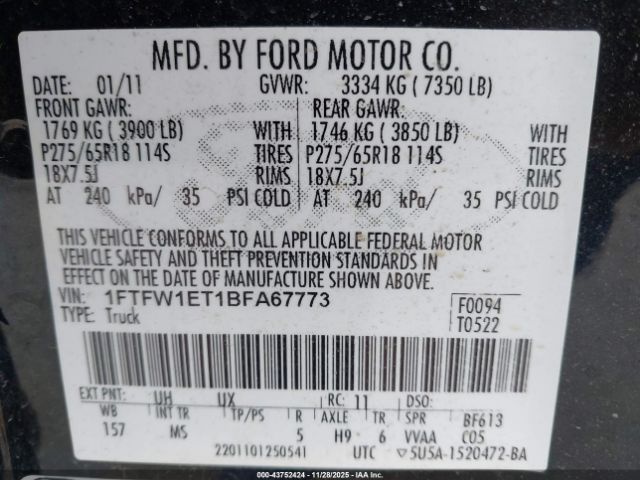 MFD. BY FORD MOTOR CO.
DATE: 01/11 GVWR: 3334 KG ( 7350 LB)
FRONT GAWR: REAR GAWR:
1769 KG ( 3900 LB) WITH 1746 KG ( 3850 LB) WITH
P275/65R18 114S TIRES P275/65R18 114S TIRES
18X7.5J RIMS 18X7.5J RIMS
AT 240 kPa/ 35 PSI COLD AT 240 kPa/ 35 PSI COLD
THIS VEHICLE CONFORMS TO ALL APPLICABLE FEDERAL MOTOR
VEHICLE SAFETY AND THEFT PREVENTION STANDARDS IN
EFFECT ON THE DATE OF MANUFACTURE SHOWN ABOVE.
VIN: 1FTFW1ET1BFA67773 F0094
TYPE: Truck T0522
EXT PNT: UH UX RC: 11 DSO:
WB INT TR TP/PS R AXLE TR SPR BF613
157 MS 5 H9 6 VVAA C05
2201101250541 UTC ▽5U5A-1520472-BA
000-43752424 | 11/28/2025 - IAAI.com